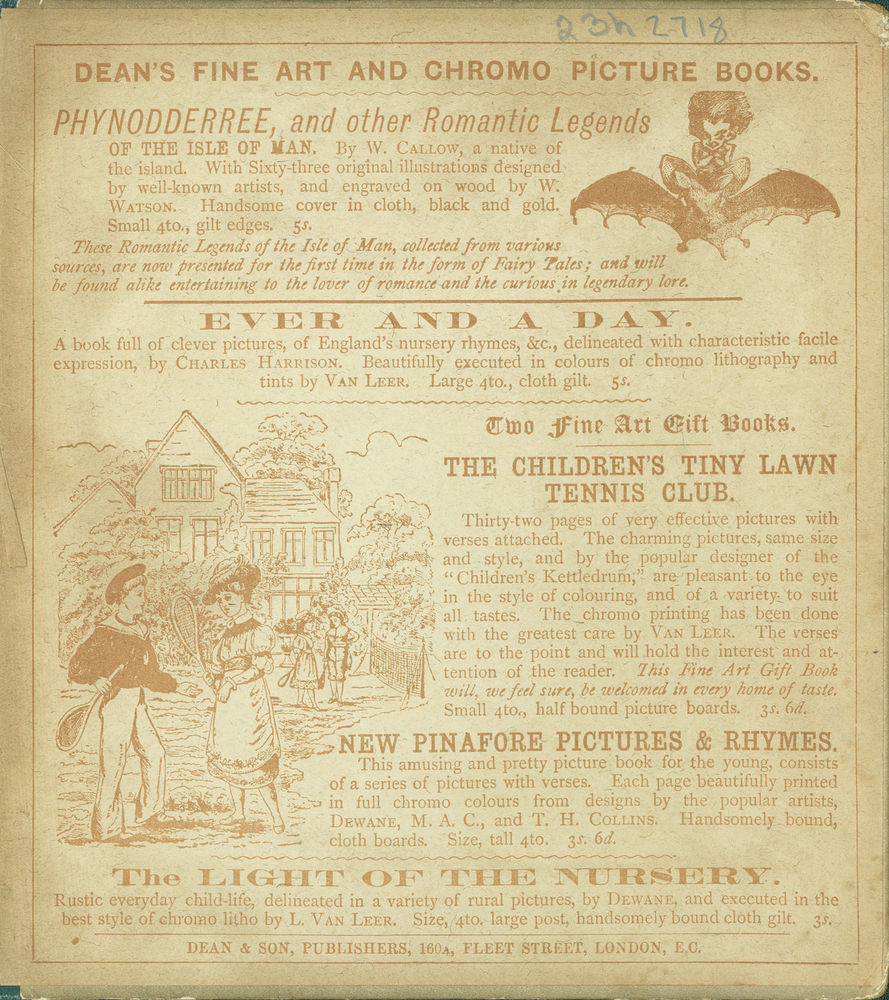 23h 2718
DEAN'S FINE ART AND CHROMO PICTURE BOOKS.
PHYNODDERREE, and other Romantic Legends
OF THE ISLE OF MAN. By W. CALLOW, a native of
the island. With Sixty-three original illustrations designed
by well-known artists, and engraved on wood by W.
WATSON. Handsome cover in cloth, black and gold.
Small 4to., gilt edges. 5s.
These Romantic Legends of the Isle of Man, collected from various
sources, are now presented for the first time in the form of Fairy Tales; and will
be found alike entertaining to the lover of romance and the curious in legendary lore.
EVER AND A DAY.
A book full of clever pictures, of England's nursery rhymes, &c., delineated with characteristic facile
expression, by CHARLES HARRISON. Beautifully executed in colours of chromo lithography and
tints by VAN LEER. Large 4to., cloth gilt. 5s.
Two Fine Art Gift Books.
THE CHILDREN'S TINY LAWN
TENNIS CLUB.
Thirty-two pages of very effective pictures with
verses attached. The charming pictures, same size
and style, and by the popular designer of the
"Children's Kettledrum," are pleasant to the eye
in the style of colouring, and of a variety to suit
all tastes. The chromo printing has been done
with the greatest care by VAN LEER. The verses
are to the point and will hold the interest and at-
tention of the reader. This Fine Art Gift Book
will, we feel sure, be welcomed in every home of taste.
Small 4to., half bound picture boards. 3s. 6d.
NEW PINAFORE PICTURES & RHYMES.
This amusing and pretty picture book for the young, consists
of a series of pictures with verses. Each page beautifully printed
in full chromo colours from designs by the popular artists,
DEWANE, M. A. C., and T. H. COLLINS. Handsomely bound,
cloth boards. Size, tall 4to. 3s. 6d.
The LIGHT OF THE NURSERY.
Rustic everyday child-life, delineated in a variety of rural pictures, by DEWANE, and executed in the
best style of chromo litho by L. VAN LEER. Size, 4to. large post, handsomely bound cloth gilt. 3s.
DEAN & SON, PUBLISHERS, 160A, FLEET STREET, LONDON, E.C.